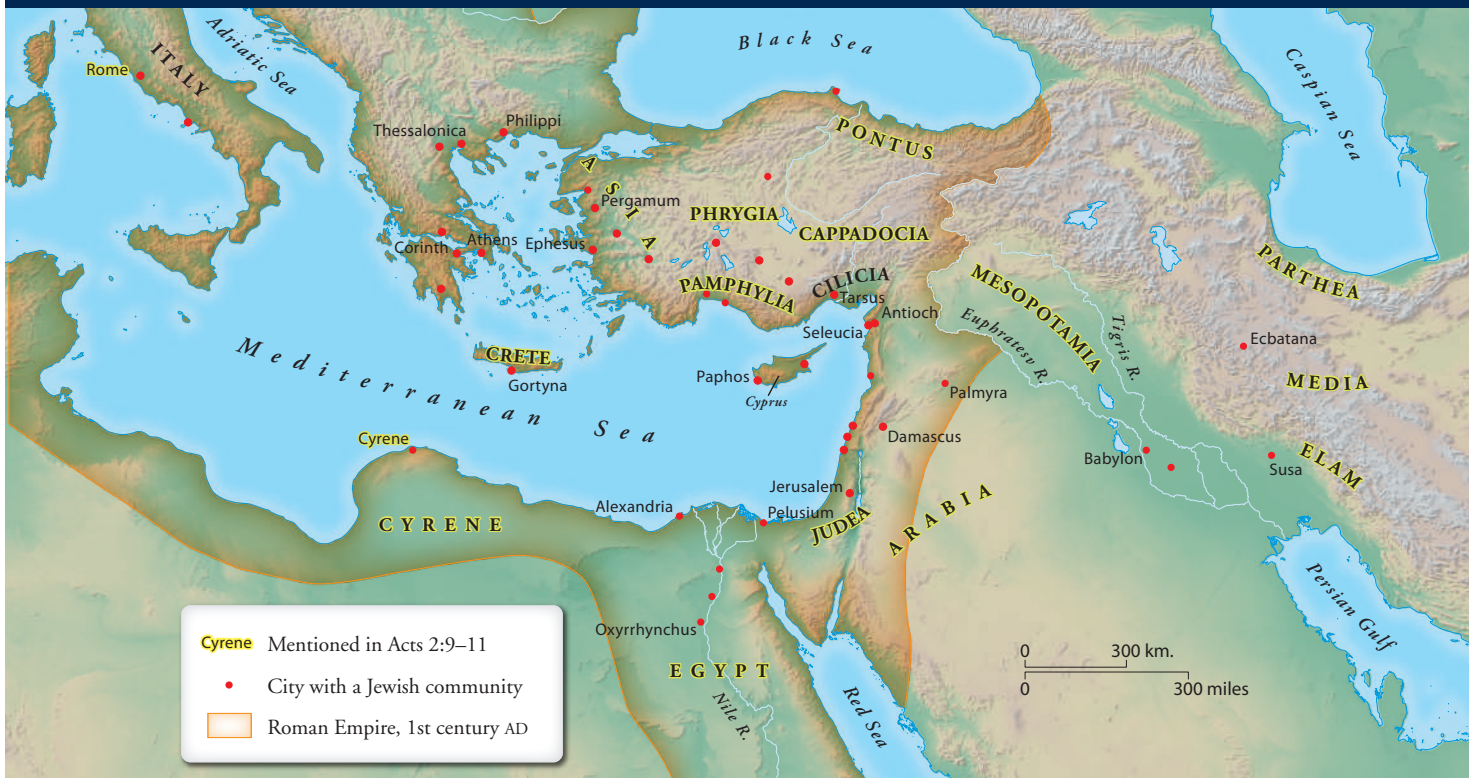 Black Sea
Adriatic Sea
Caspian Sea
Rome
ITALY
Philippi
Thessalonica
PONTUS
ASIA
Pergamum
PHRYGIA
CAPPADOCIA
Corinth
Athens
Ephesus
PARTHEA
PAMPHYLIA
CILICIA
Tarsus
MESOPOTAMIA
Antioch
Seleucia
Euphratesv R.
Tigris R.
Ecbatana
Mediterranean Sea
CRETE
Gortyna
Paphos
Cyprus
Palmyra
MEDIA
Cyrene
Damascus
Babylon
Susa
ELAM
Jerusalem
CYRENE
Alexandria
Pelusium
JUDEA
ARABIA
Persian Gulf
Oxyrrhynchus
EGYPT
Nile R.
Red Sea
0 300 km.
0 300 miles
Cyrene Mentioned in Acts 2:9–11
City with a Jewish community
Roman Empire, 1st century AD